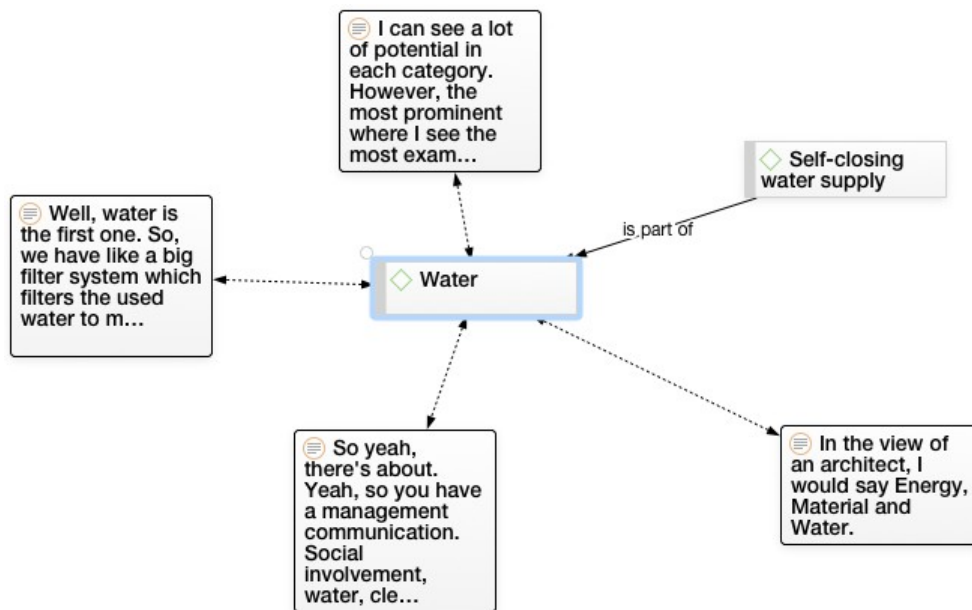 I can see a lot
of potential in
each category.
However, the
most prominent
where I see the
most exam...
Self-closing
water supply
is part of
Well, water is
the first one. So,
we have like a big
filter system which
filters the used
water to m...
Water
So yeah,
there's about.
Yeah, so you have
a management
communication.
Social
involvement,
water, cle...
In the view of
an architect, I
would say Energy,
Material and
Water.